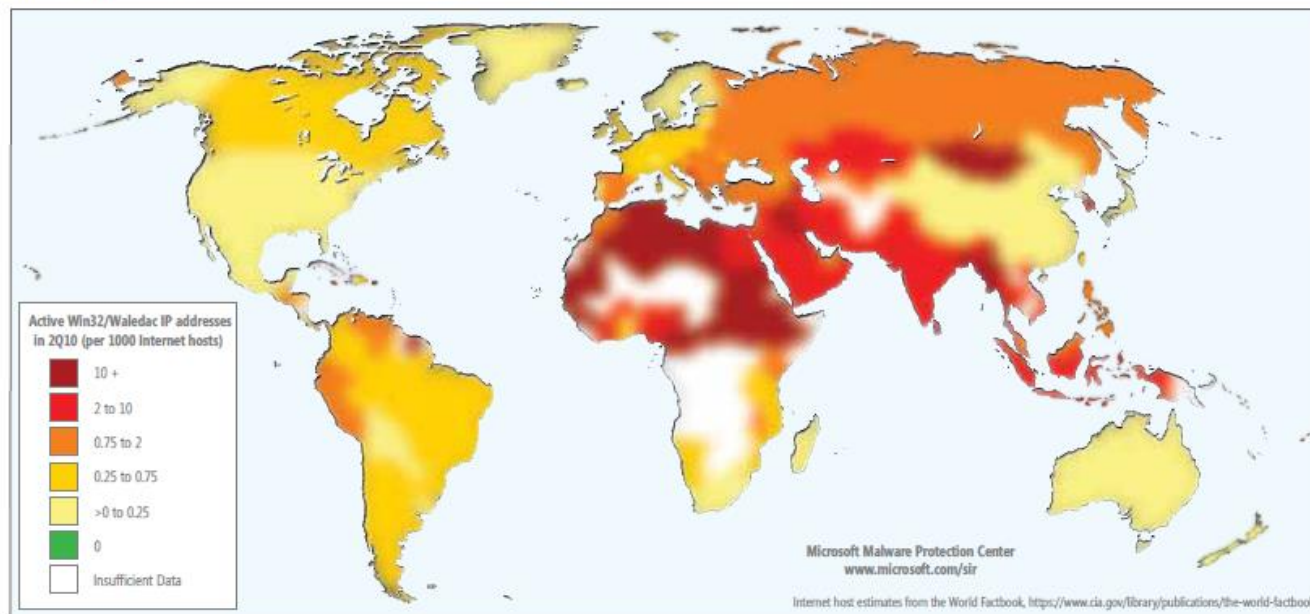 Active Win32/Waledac IP addresses
in 2Q10 (per 1000 Internet hosts)
10 +
2 to 10
0.75 to 2
0.25 to 0.75
>0 to 0.25
0
Insufficient Data
Microsoft Malware Protection Center
www.microsoft.com/sir
Internet host estimates from the World Factbook, https://www.cia.gov/library/publications/the-world-factboo